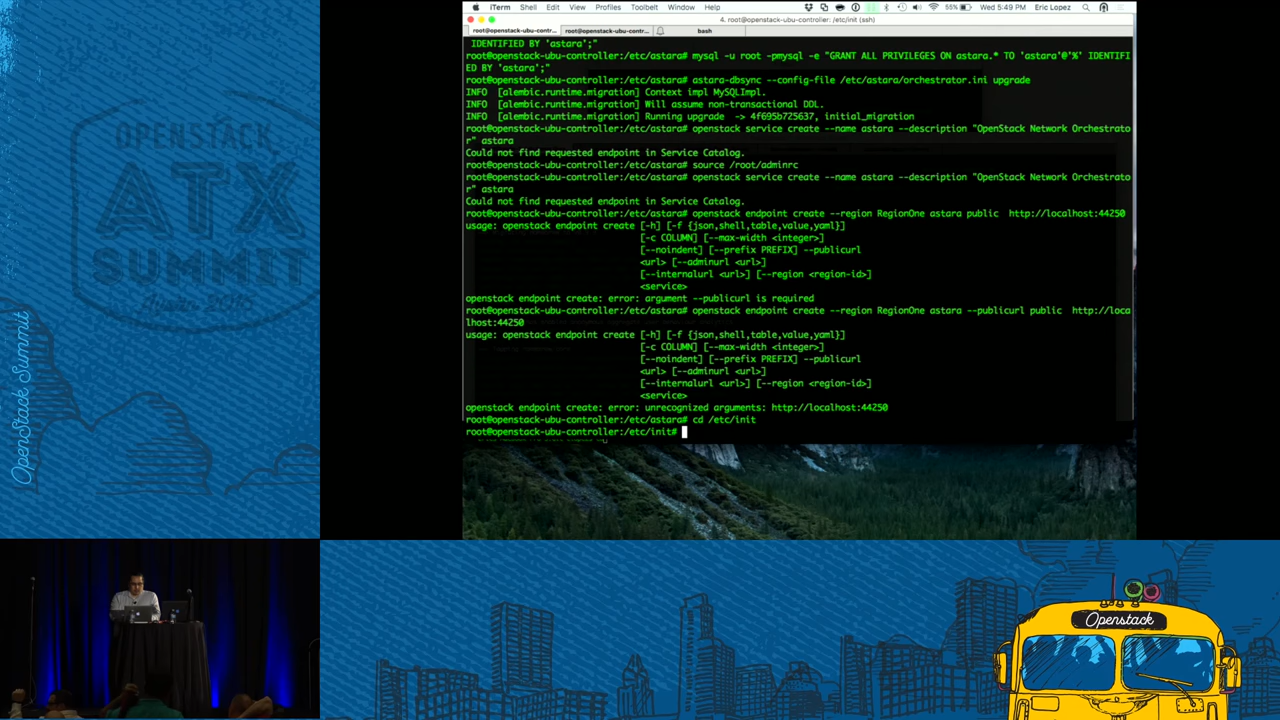 iTerm Shell Edit View Profiles Toolbelt Window Help 55% Wed 5:49 PM Eric Lopez
4. root@openstack-ubu-controller: /etc/init (ssh)
root@openstack-ubu-contr... root@openstack-ubu-contr... bash
IDENTIFIED BY 'astara';"
root@openstack-ubu-controller:/etc/astara# mysql -u root -pmysql -e "GRANT ALL PRIVILEGES ON astara.* TO 'astara'@'%' IDENTIFI
ED BY 'astara';"
root@openstack-ubu-controller:/etc/astara# astara-dbsync --config-file /etc/astara/orchestrator.ini upgrade
INFO [alembic.runtime.migration] Context impl MySQLImpl.
INFO [alembic.runtime.migration] Will assume non-transactional DDL.
INFO [alembic.runtime.migration] Running upgrade -> 4f695b725637, initial_migration
root@openstack-ubu-controller:/etc/astara# openstack service create --name astara --description "OpenStack Network Orchestrato
r" astara
Could not find requested endpoint in Service Catalog.
root@openstack-ubu-controller:/etc/astara# source /root/adminrc
root@openstack-ubu-controller:/etc/astara# openstack service create --name astara --description "OpenStack Network Orchestrato
r" astara
Could not find requested endpoint in Service Catalog.
root@openstack-ubu-controller:/etc/astara# openstack endpoint create --region RegionOne astara public http://localhost:44250
usage: openstack endpoint create [-h] [-f {json,shell,table,value,yaml}]
[-c COLUMN] [--max-width <integer>]
[--noindent] [--prefix PREFIX] --publicurl
<url> [--adminurl <url>]
[--internalurl <url>] [--region <region-id>]
<service>
openstack endpoint create: error: argument --publicurl is required
root@openstack-ubu-controller:/etc/astara# openstack endpoint create --region RegionOne astara --publicurl public http://loca
lhost:44250
usage: openstack endpoint create [-h] [-f {json,shell,table,value,yaml}]
[-c COLUMN] [--max-width <integer>]
[--noindent] [--prefix PREFIX] --publicurl
<url> [--adminurl <url>]
[--internalurl <url>] [--region <region-id>]
<service>
openstack endpoint create: error: unrecognized arguments: http://localhost:44250
root@openstack-ubu-controller:/etc/astara# cd /etc/init
root@openstack-ubu-controller:/etc/init#
OPENSTACK
ATX
OpenStack Summit
Openstack